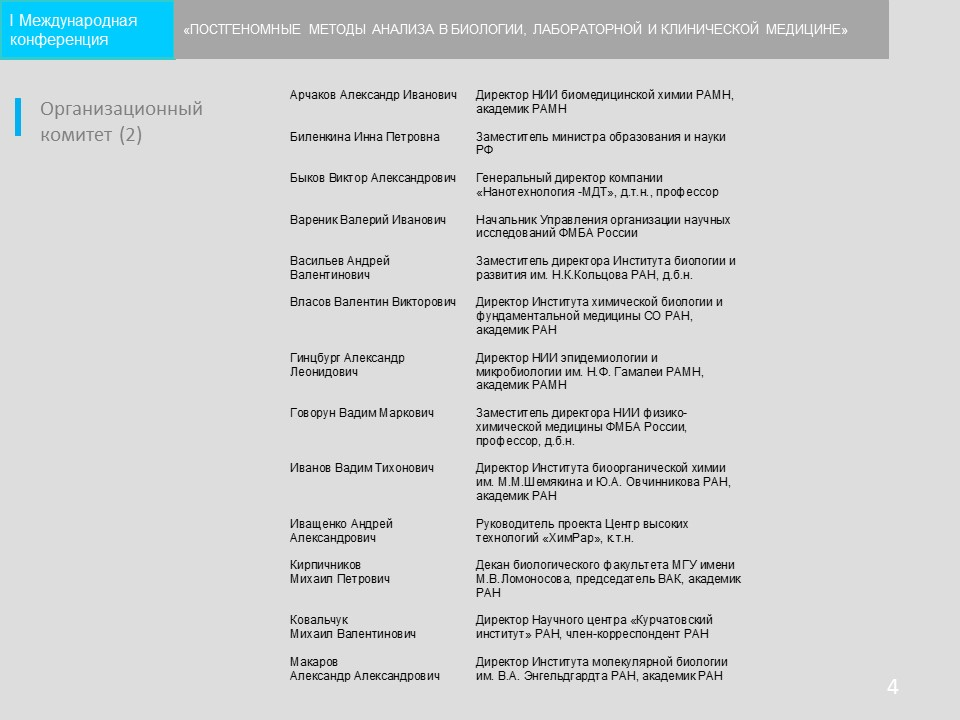 I Международная
конференция
«ПОСТГЕНОМНЫЕ МЕТОДЫ АНАЛИЗА В БИОЛОГИИ, ЛАБОРАТОРНОЙ И КЛИНИЧЕСКОЙ МЕДИЦИНЕ»
Организационный
комитет (2)
Арчаков Александр Иванович
Директор НИИ биомедицинской химии РАМН,
академик РАМН
Биленкина Инна Петровна
Заместитель министра образования и науки
РФ
Быков Виктор Александрович
Генеральный директор компании
«Нанотехнология -МДТ», д.т.н., профессор
Вареник Валерий Иванович
Начальник Управления организации научных
исследований ФМБА России
Васильев Андрей
Валентинович
Заместитель директора Института биологии и
развития им. Н.К.Кольцова РАН, д.б.н.
Власов Валентин Викторович
Директор Института химической биологии и
фундаментальной медицины СО РАН,
академик РАН
Гинцбург Александр
Леонидович
Директор НИИ эпидемиологии и
микробиологии им. Н.Ф. Гамалеи РАМН,
академик РАМН
Говорун Вадим Маркович
Заместитель директора НИИ физико-
химической медицины ФМБА России,
профессор, д.б.н.
Иванов Вадим Тихонович
Директор Института биоорганической химии
им. М.М.Шемякина и Ю.А. Овчинникова РАН,
академик РАН
Иващенко Андрей
Александрович
Руководитель проекта Центр высоких
технологий «ХимРар», к.т.н.
Кирпичников
Михаил Петрович
Декан биологического факультета МГУ имени
М.В.Ломоносова, председатель ВАК, академик
РАН
Ковальчук
Михаил Валентинович
Директор Научного центра «Курчатовский
институт» РАН, член-корреспондент РАН
Макаров
Александр Александрович
Директор Института молекулярной биологии
им. В.А. Энгельдгардта РАН, академик РАН
4